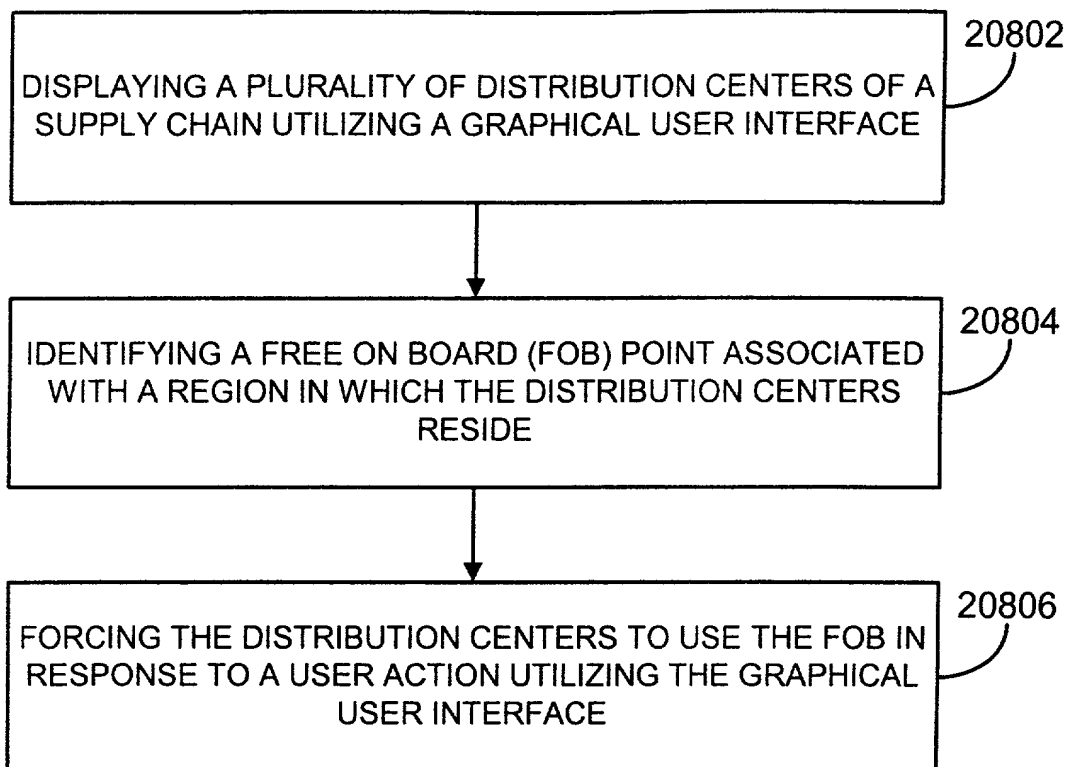 20802
DISPLAYING A PLURALITY OF DISTRIBUTION CENTERS OF A
SUPPLY CHAIN UTILIZING A GRAPHICAL USER INTERFACE
20804
IDENTIFYING A FREE ON BOARD (FOB) POINT ASSOCIATED
WITH A REGION IN WHICH THE DISTRIBUTION CENTERS
RESIDE
20806
FORCING THE DISTRIBUTION CENTERS TO USE THE FOB IN
RESPONSE TO A USER ACTION UTILIZING THE GRAPHICAL
USER INTERFACE